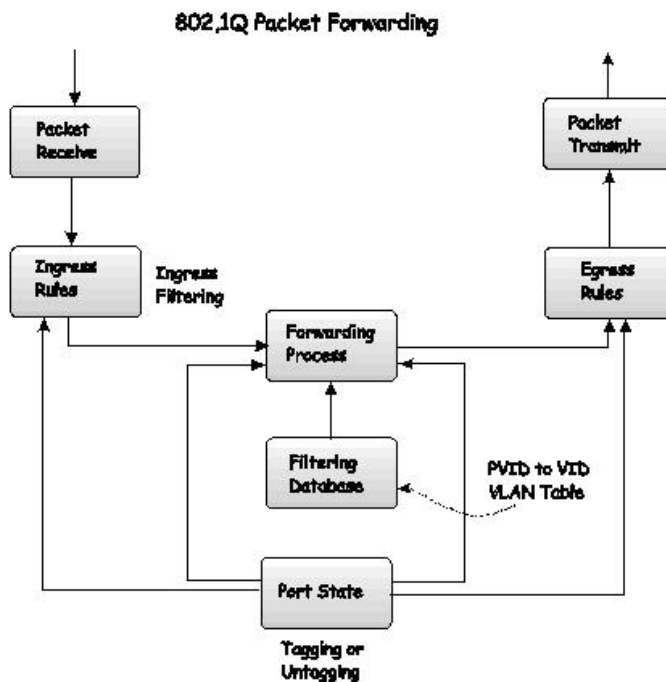 802,1Q Packet Forwarding
Packet
Receive
Packet
Transmit
Ingress
Rules
Ingress
Filtering
Egress
Rules
Forwarding
Process
Filtering
Database
PVID to VID
VLAN Table
Port State
Tagging or
Untagging